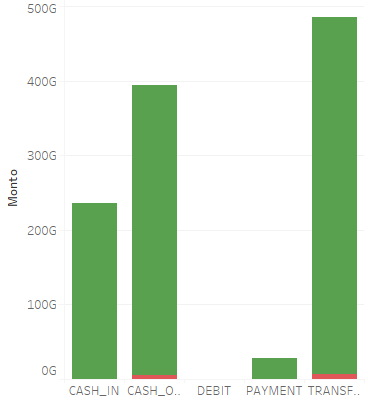 500G
400G
300G
200G
100G
0G
Monto
CASH_IN CASH_O.. DEBIT PAYMENT TRANSF..